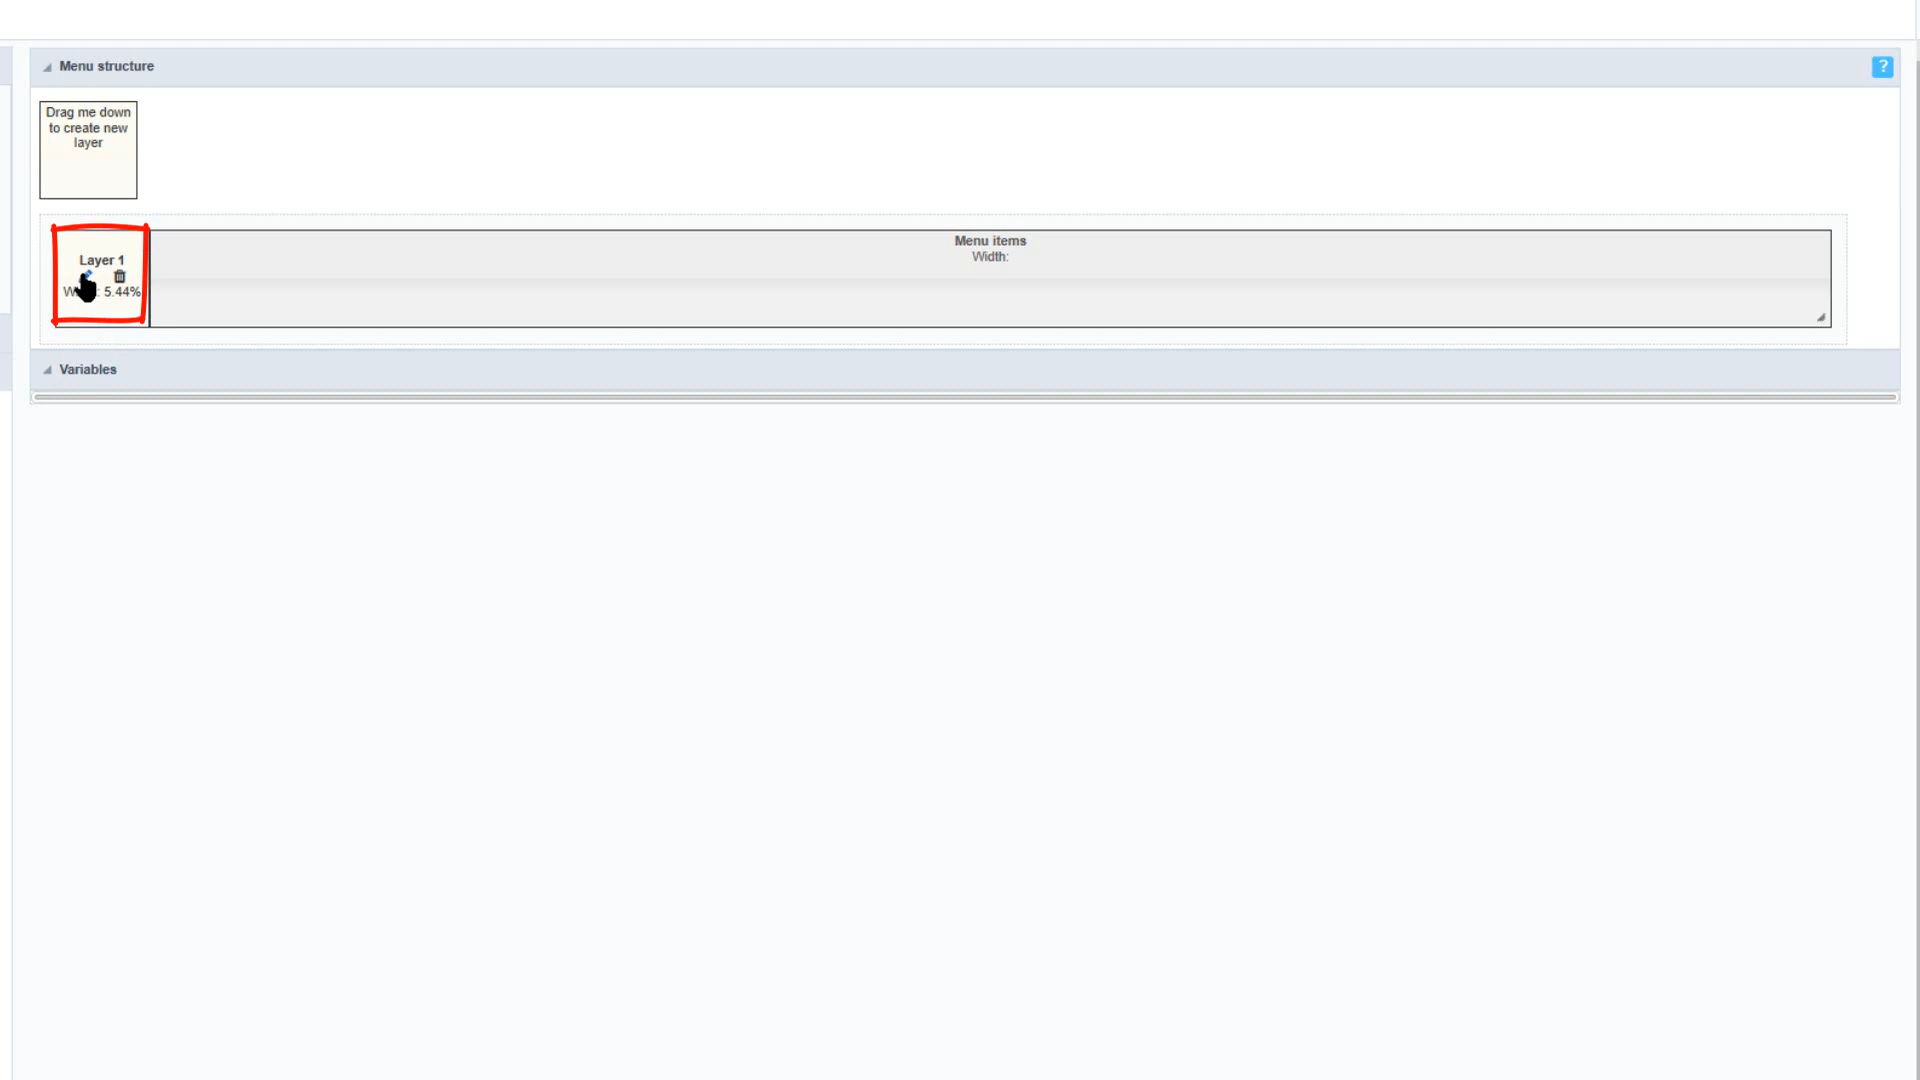 Menu structure
?
Drag me down
to create new
layer
Layer 1
: 5.44%
Menu items
Width:
Variables